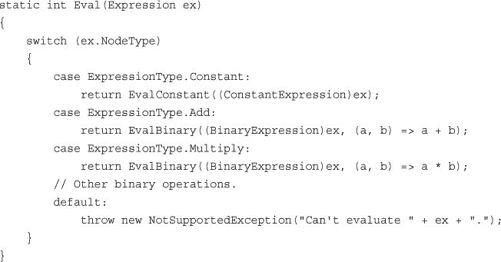 static int Eval(Expression ex)
{
    switch (ex.NodeType)
    {
        case ExpressionType.Constant:
            return EvalConstant((ConstantExpression)ex);
        case ExpressionType.Add:
            return EvalBinary((BinaryExpression)ex, (a, b) => a + b);
        case ExpressionType.Multiply:
            return EvalBinary((BinaryExpression)ex, (a, b) => a * b);
        // Other binary operations.
        default:
            throw new NotSupportedException("Can't evaluate " + ex + ".");
    }
}